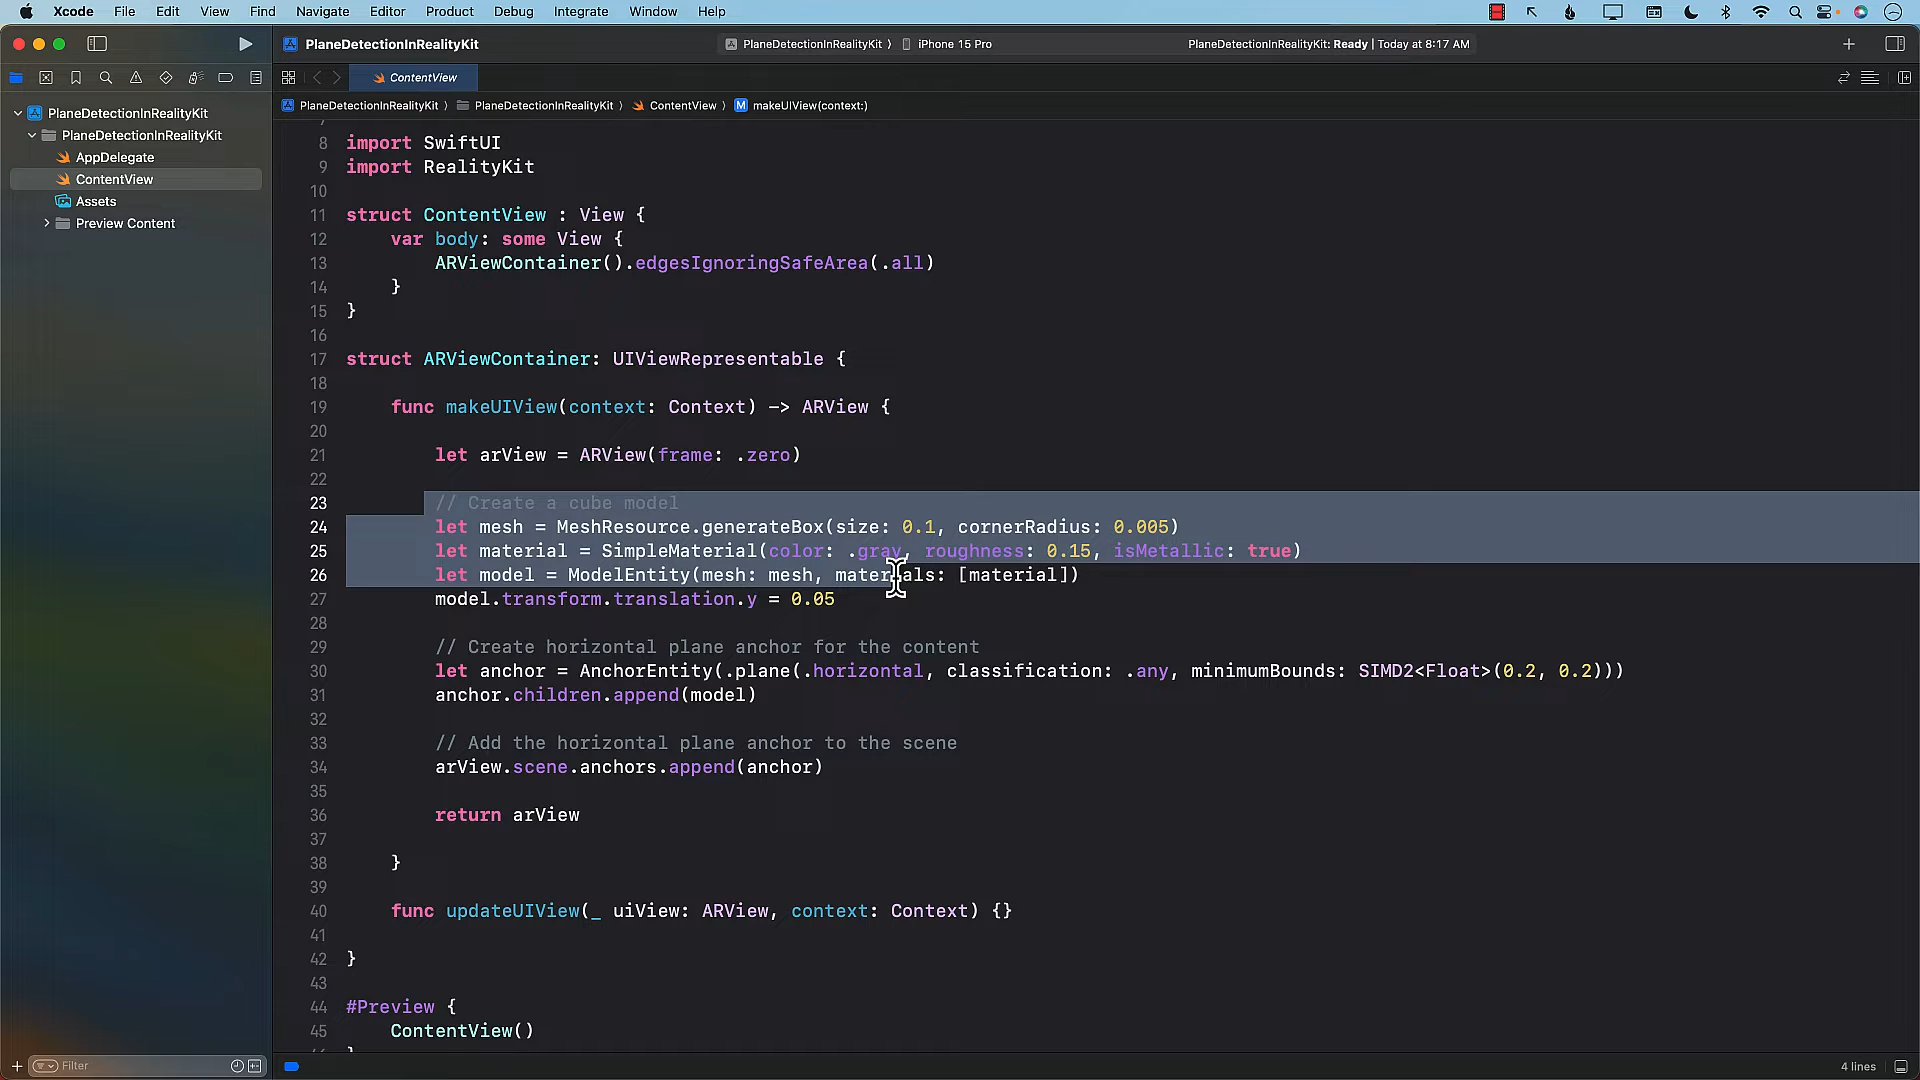 Xcode File Edit View Find Navigate Editor Product Debug Integrate Window Help
PlaneDetectionInRealityKit PlaneDetectionInRealityKit 〉 iPhone 15 Pro PlaneDetectionInRealityKit: Ready | Today at 8:17 AM
ContentView
PlaneDetectionInRealityKit 〉 PlaneDetectionInRealityKit 〉 ContentView 〉 M makeUIView(context:)
PlaneDetectionInRealityKit
PlaneDetectionInRealityKit
AppDelegate
ContentView
Assets
Preview Content
7
8 import SwiftUI
9 import RealityKit
10
11 struct ContentView : View {
12 var body: some View {
13 ARViewContainer().edgesIgnoringSafeArea(.all)
14 }
15 }
16
17 struct ARViewContainer: UIViewRepresentable {
18
19 func makeUIView(context: Context) -> ARView {
20
21 let arView = ARView(frame: .zero)
22
23 // Create a cube model
24 let mesh = MeshResource.generateBox(size: 0.1, cornerRadius: 0.005)
25 let material = SimpleMaterial(color: .gray, roughness: 0.15, isMetallic: true)
26 let model = ModelEntity(mesh: mesh, materials: [material])
27 model.transform.translation.y = 0.05
28
29 // Create horizontal plane anchor for the content
30 let anchor = AnchorEntity(.plane(.horizontal, classification: .any, minimumBounds: SIMD2<Float>(0.2, 0.2)))
31 anchor.children.append(model)
32
33 // Add the horizontal plane anchor to the scene
34 arView.scene.anchors.append(anchor)
35
36 return arView
37
38 }
39
40 func updateUIView(_ uiView: ARView, context: Context) {}
41
42 }
43
44 #Preview {
45 ContentView()
Filter
4 lines